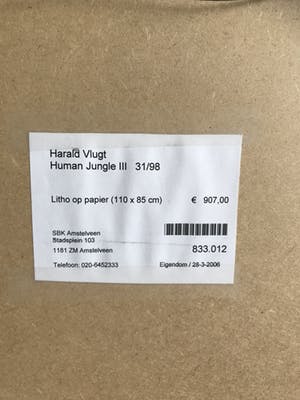 Harald Vlugt
Human Jungle III 31/98
Litho op papier (110 x 85 cm) € 907,00
SBK Amstelveen
Stadsplein 103
1181 ZM Amstelveen 833.012
Telefoon: 020-6452333 Eigendom / 28-3-2006